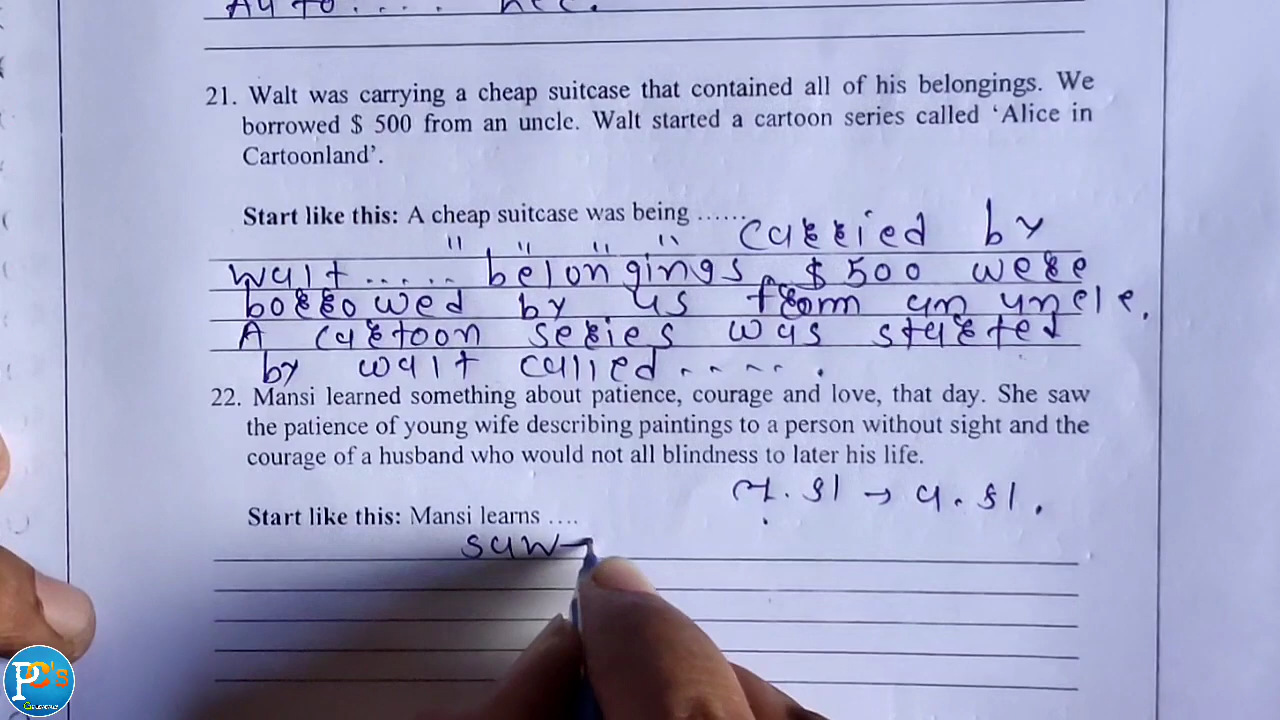 21. Walt was carrying a cheap suitcase that contained all of his belongings. We
borrowed $ 500 from an uncle. Walt started a cartoon series called ‘Alice in
Cartoonland’.
Start like this: A cheap suitcase was being ……
carried by
" " " "
Walt ..... belongings. $ 500 were
borrowed by us from an uncle.
A cartoon series was started
by walt called .....
22. Mansi learned something about patience, courage and love, that day. She saw
the patience of young wife describing paintings to a person without sight and the
courage of a husband who would not all blindness to later his life.
Start like this: Mansi learns ....
saw
PC's